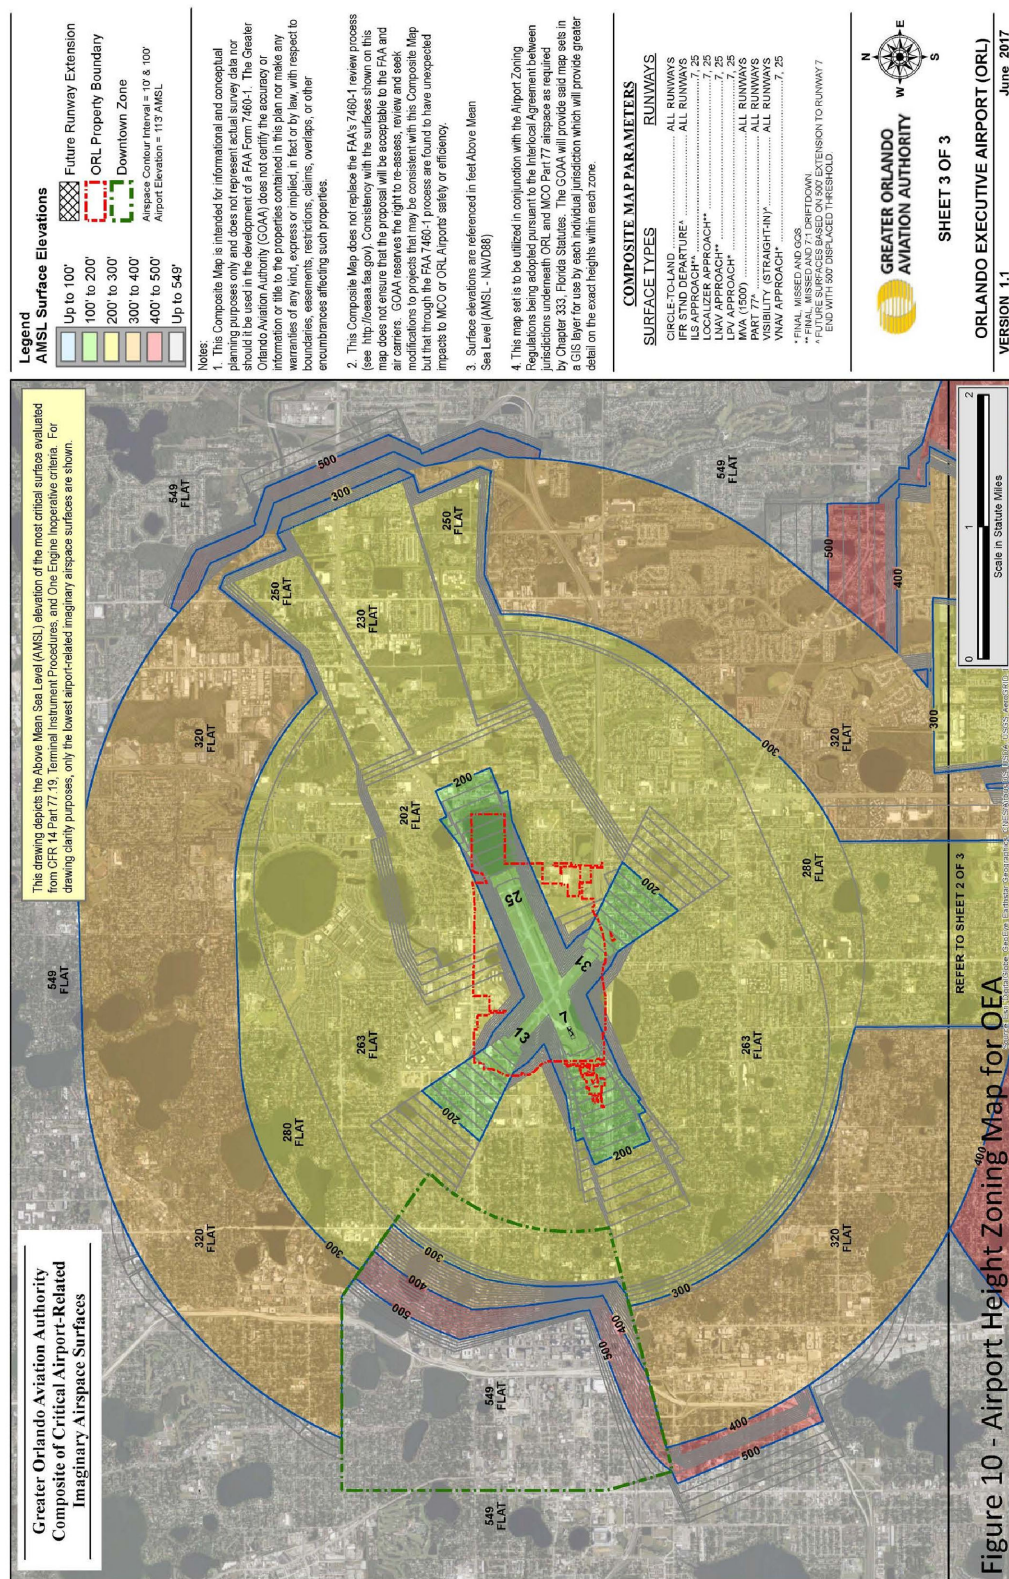 Greater Orlando Aviation Authority
Composite of Critical Airport-Related
Imaginary Airspace Surfaces
This drawing depicts the Above Mean Sea Level (AMSL) elevation of the most critical surface evaluated
from CFR 14 Part 77.19, Terminal Instrument Procedures, and One Engine Inoperative criteria. For
drawing clarity purposes, only the lowest airport-related imaginary airspace surfaces are shown.
549
FLAT
549
FLAT
549
FLAT
549
FLAT
549
FLAT
549
FLAT
320
FLAT
320
FLAT
320
FLAT
320
FLAT
280
FLAT
280
FLAT
263
FLAT
263
FLAT
202
FLAT
230
FLAT
250
FLAT
250
FLAT
300
500
300
400
500
300
500
400
400
500
300
300
500
400
300
400
200
200
200
200
13
31
7
25
REFER TO SHEET 2 OF 3
0 1 2
Scale in Statute Miles
Figure 10 - Airport Height Zoning Map for OEA
Legend
AMSL Surface Elevations
Up to 100'
100' to 200'
200' to 300'
300' to 400'
400' to 500'
Up to 549'
Future Runway Extension
ORL Property Boundary
Downtown Zone
Airspace Contour Interval = 10' & 100'
Airport Elevation = 113' AMSL
Notes:
1. This Composite Map is intended for informational and conceptual
planning purposes only and does not represent actual survey data nor
should it be used in the development of a FAA Form 7460-1. The Greater
Orlando Aviation Authority (GOAA) does not certify the accuracy or
information or title to the properties contained in this plan nor make any
warranties of any kind, express or implied, in fact or by law, with respect to
boundaries, easements, restrictions, claims, overlaps, or other
encumbrances affecting such properties.
2. This Composite Map does not replace the FAA's 7460-1 review process
(see http://oeaaa.faa.gov). Consistency with the surfaces shown on this
map does not ensure that the proposal will be acceptable to the FAA and
air carriers. GOAA reserves the right to re-assess, review and seek
modifications to projects that may be consistent with this Composite Map
but that through the FAA 7460-1 process are found to have unexpected
impacts to MCO or ORL Airports' safety or efficiency.
3. Surface elevations are referenced in feet Above Mean
Sea Level (AMSL - NAVD88)
4. This map set is to be utilized in conjunction with the Airport Zoning
Regulations being adopted pursuant to the Interlocal Agreement between
jurisdictions underneath ORL and MCO Part 77 airspace as required
by Chapter 333, Florida Statutes. The GOAA will provide said map sets in
a GIS layer for use by each individual jurisdiction which will provide greater
detail on the exact heights within each zone.
COMPOSITE MAP PARAMETERS
SURFACE TYPES RUNWAYS
CIRCLE-TO-LAND ALL RUNWAYS
IFR STND DEPARTURE^ ALL RUNWAYS
ILS APPROACH** 7, 25
LOCALIZER APPROACH** 7, 25
LNAV APPROACH** 7, 25
LPV APPROACH* 7, 25
MVA (1500) ALL RUNWAYS
PART 77^ ALL RUNWAYS
VISIBILITY (STRAIGHT-IN)^ ALL RUNWAYS
VNAV APPROACH* 7, 25
* FINAL, MISSED AND GQS.
** FINAL, MISSED AND 7:1 DRIFTDOWN.
^ FUTURE SURFACES BASED ON 500' EXTENSION TO RUNWAY 7
END WITH 500' DISPLACED THRESHOLD
GREATER ORLANDO
AVIATION AUTHORITY
N
W E
S
SHEET 3 OF 3
ORLANDO EXECUTIVE AIRPORT (ORL)
VERSION 1.1 June 2017